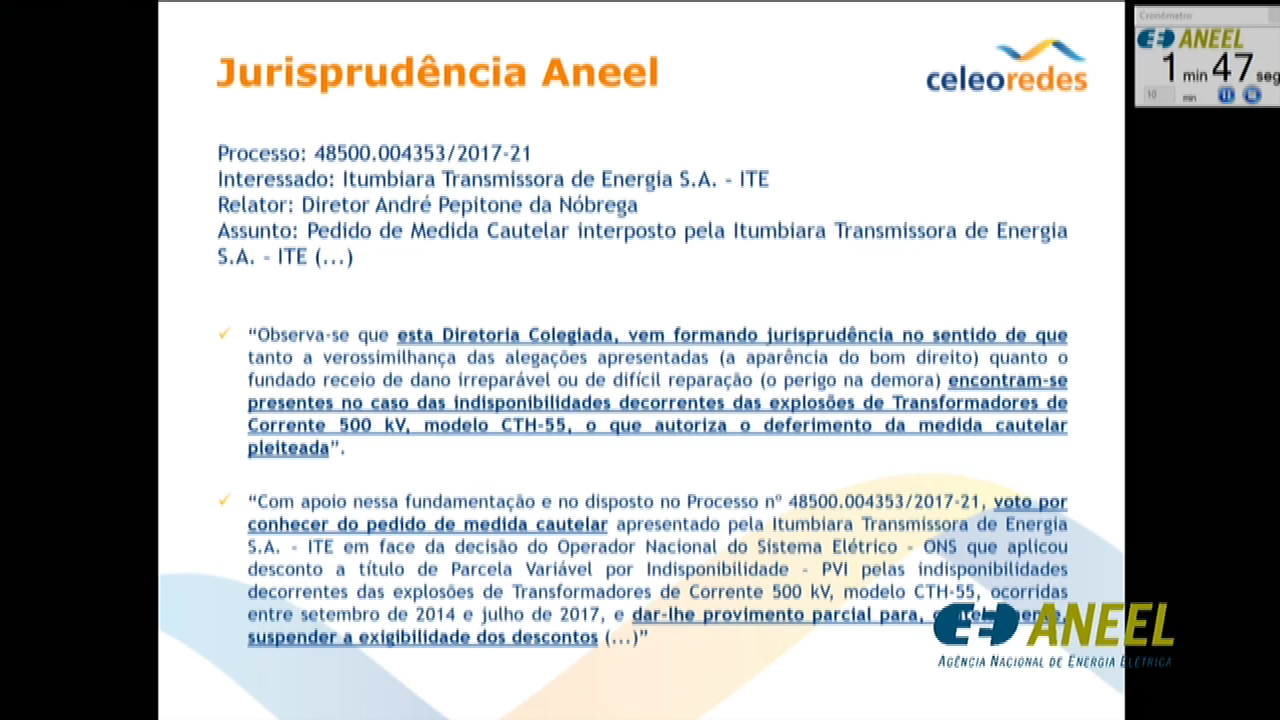 Jurisprudência Aneel
celeoredes
Cronômetro
ANEEL
1 min 47 seg
10 min
Processo: 48500.004353/2017-21
Interessado: Itumbiara Transmissora de Energia S.A. - ITE
Relator: Diretor André Pepitone da Nóbrega
Assunto: Pedido de Medida Cautelar interposto pela Itumbiara Transmissora de Energia
S.A. - ITE (...)
“Observa-se que esta Diretoria Colegiada, vem formando jurisprudência no sentido de que
tanto a verossimilhança das alegações apresentadas (a aparência do bom direito) quanto o
fundado receio de dano irreparável ou de difícil reparação (o perigo na demora) encontram-se
presentes no caso das indisponibilidades decorrentes das explosões de Transformadores de
Corrente 500 kV, modelo CTH-55, o que autoriza o deferimento da medida cautelar
pleiteada”.
“Com apoio nessa fundamentação e no disposto no Processo nº 48500.004353/2017-21, voto por
conhecer do pedido de medida cautelar apresentado pela Itumbiara Transmissora de Energia
S.A. - ITE em face da decisão do Operador Nacional do Sistema Elétrico - ONS que aplicou
desconto a título de Parcela Variável por Indisponibilidade - PVI pelas indisponibilidades
decorrentes das explosões de Transformadores de Corrente 500 kV, modelo CTH-55, ocorridas
entre setembro de 2014 e julho de 2017, e dar-lhe provimento parcial para,
suspender a exigibilidade dos descontos (...)”
ANEEL
AGÊNCIA NACIONAL DE ENERGIA ELÉTRICA